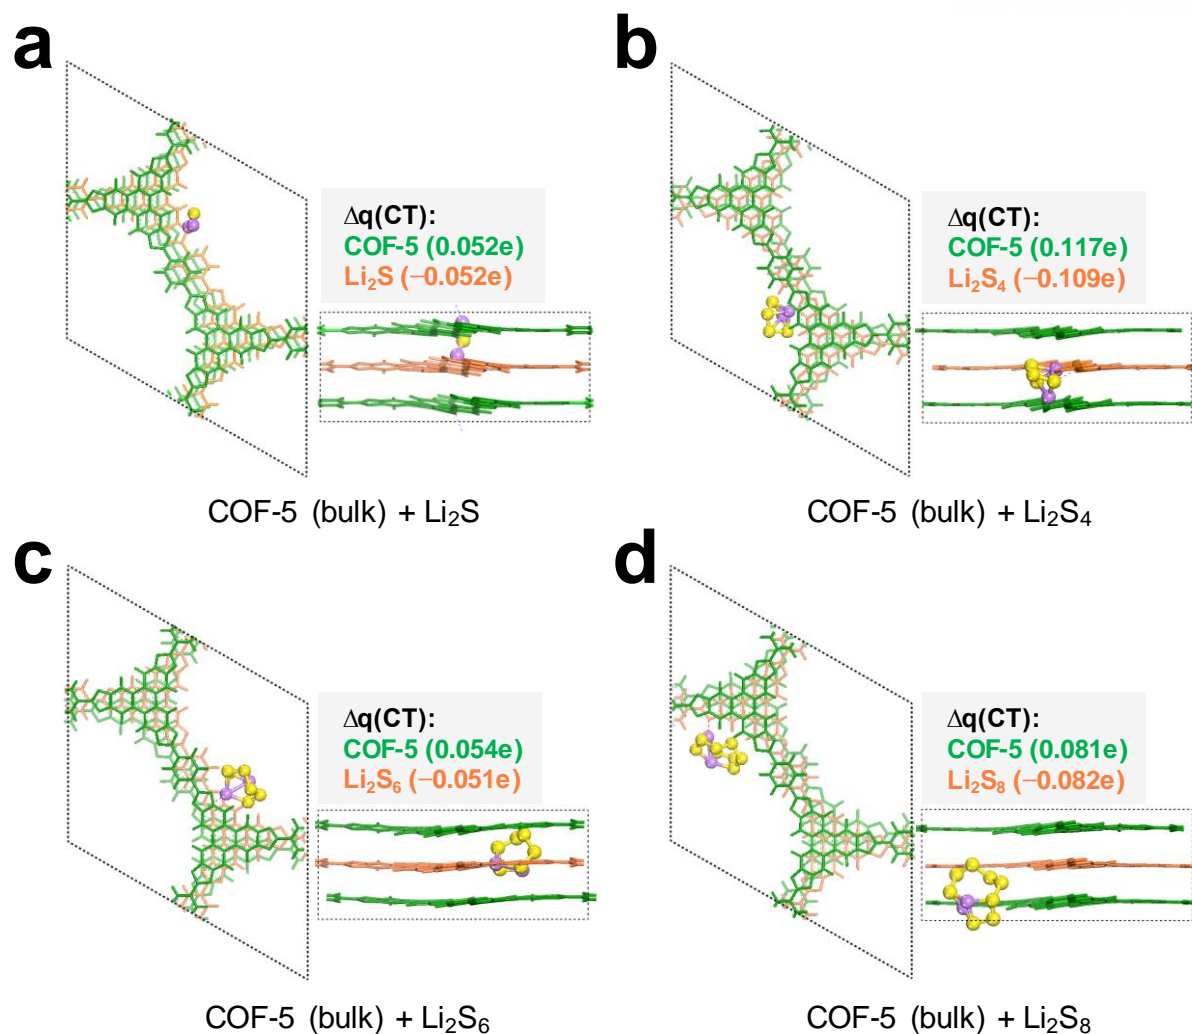 a
Δq(CT):
COF-5 (0.052e)
Li₂S (−0.052e)
COF-5 (bulk) + Li₂S
b
Δq(CT):
COF-5 (0.117e)
Li₂S₄ (−0.109e)
COF-5 (bulk) + Li₂S₄
c
Δq(CT):
COF-5 (0.054e)
Li₂S₆ (−0.051e)
COF-5 (bulk) + Li₂S₆
d
Δq(CT):
COF-5 (0.081e)
Li₂S₈ (−0.082e)
COF-5 (bulk) + Li₂S₈